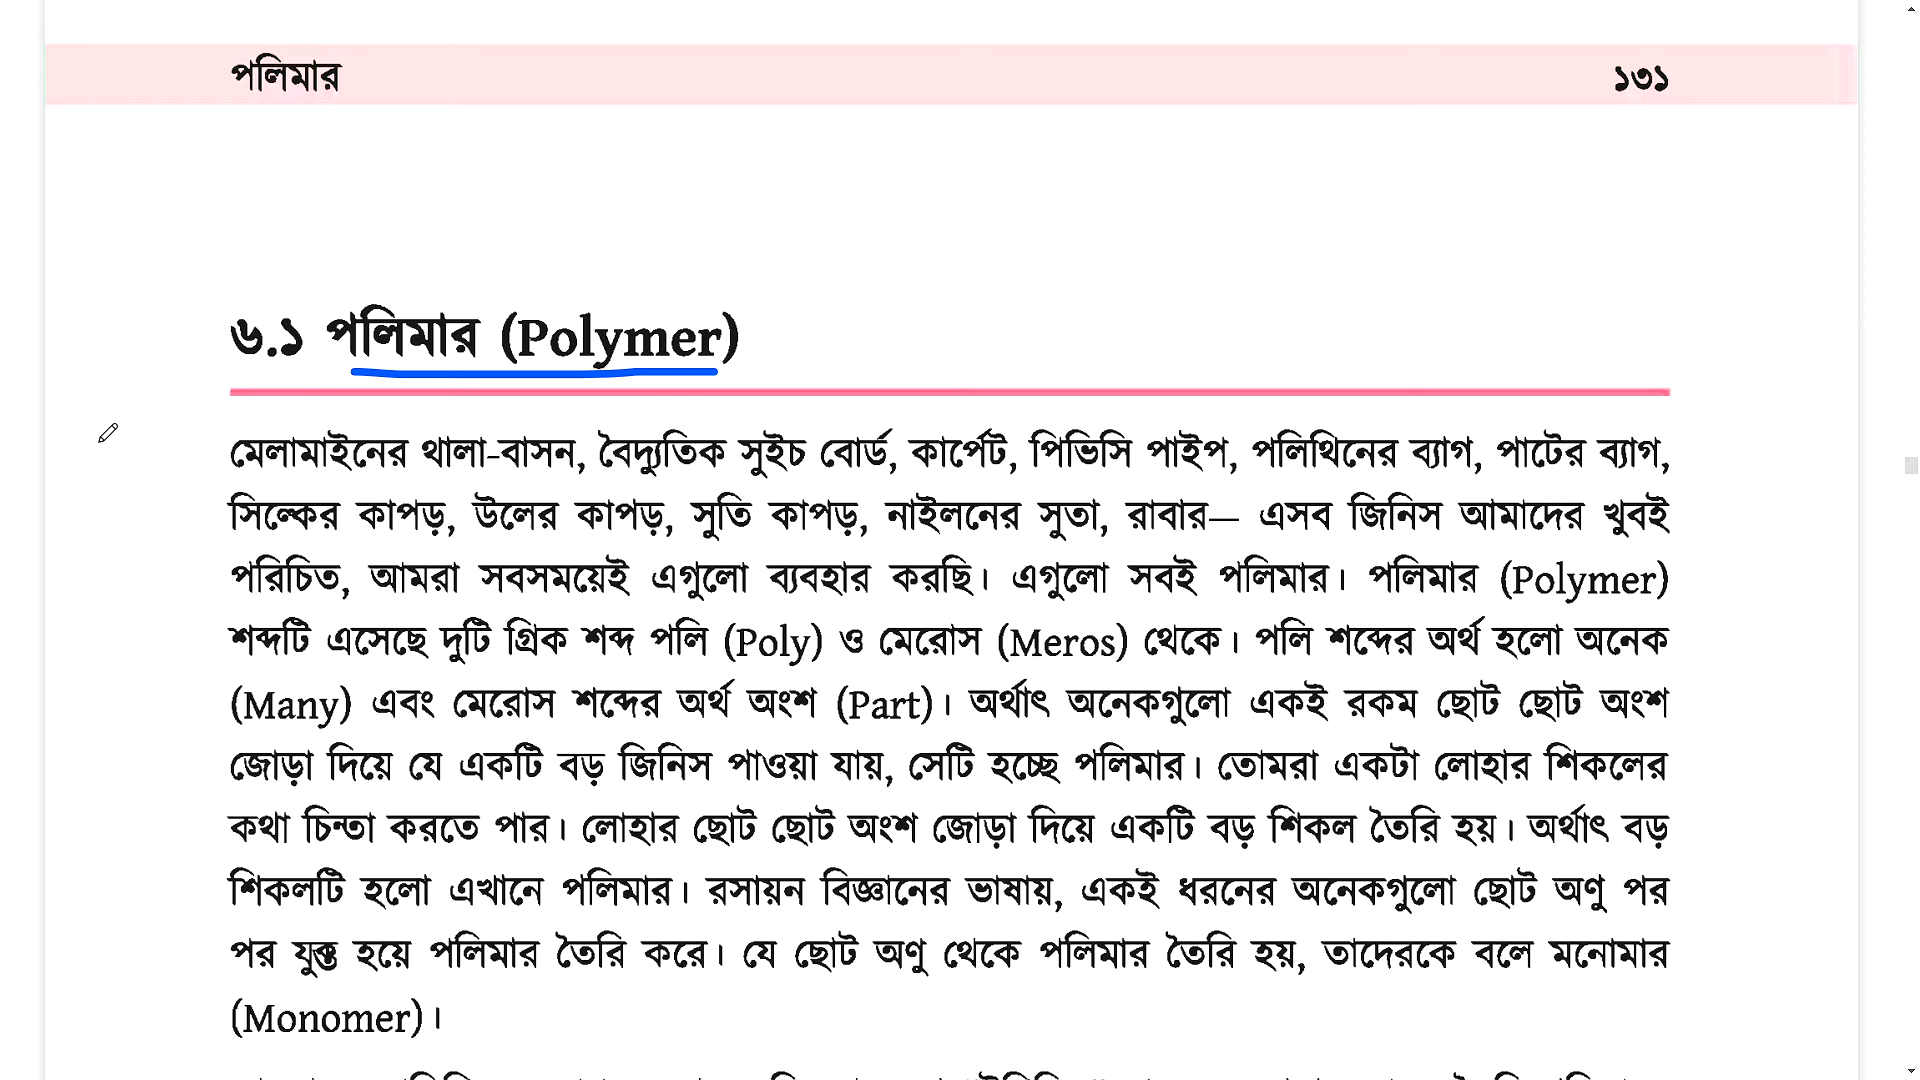 পলিমার ১৩১
৬.১ পলিমার (Polymer)
মেলামাইনের থালা-বাসন, বৈদ্যুতিক সুইচ বোর্ড, কার্পেট, পিভিসি পাইপ, পলিথিনের ব্যাগ, পাটের ব্যাগ,
সিল্কের কাপড়, উলের কাপড়, সুতি কাপড়, নাইলনের সুতা, রাবার— এসব জিনিস আমাদের খুবই
পরিচিত, আমরা সবসময়েই এগুলো ব্যবহার করছি। এগুলো সবই পলিমার। পলিমার (Polymer)
শব্দটি এসেছে দুটি গ্রিক শব্দ পলি (Poly) ও মেরোস (Meros) থেকে। পলি শব্দের অর্থ হলো অনেক
(Many) এবং মেরোস শব্দের অর্থ অংশ (Part)। অর্থাৎ অনেকগুলো একই রকম ছোট ছোট অংশ
জোড়া দিয়ে যে একটি বড় জিনিস পাওয়া যায়, সেটি হচ্ছে পলিমার। তোমরা একটা লোহার শিকলের
কথা চিন্তা করতে পার। লোহার ছোট ছোট অংশ জোড়া দিয়ে একটি বড় শিকল তৈরি হয়। অর্থাৎ বড়
শিকলটি হলো এখানে পলিমার। রসায়ন বিজ্ঞানের ভাষায়, একই ধরনের অনেকগুলো ছোট অণু পর
পর যুক্ত হয়ে পলিমার তৈরি করে। যে ছোট অণু থেকে পলিমার তৈরি হয়, তাদেরকে বলে মনোমার
(Monomer)।